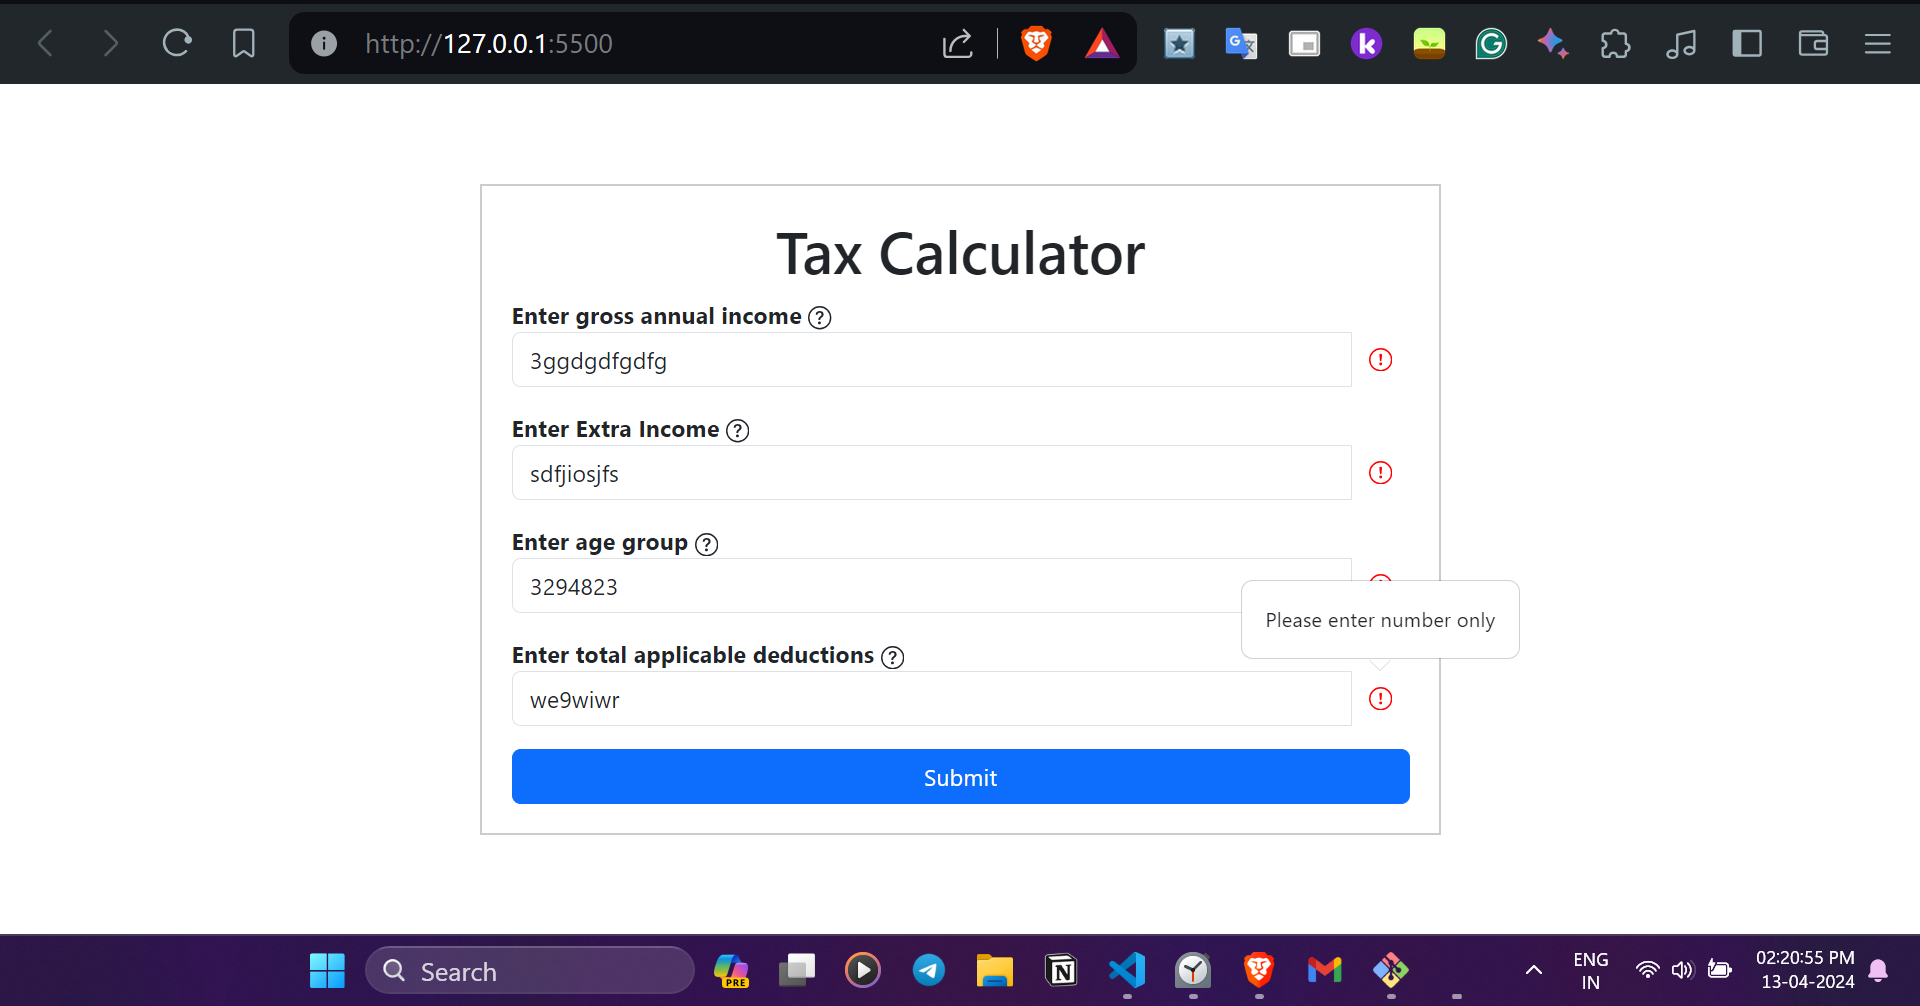 http://127.0.0.1:5500
Tax Calculator
Enter gross annual income ?
3ggdgdfgdfg
Enter Extra Income ?
sdfjiosjfs
Enter age group ?
3294823
Please enter number only
Enter total applicable deductions ?
we9wiwr
Submit
Search
PRE
ENG
IN
02:20:55 PM
13-04-2024